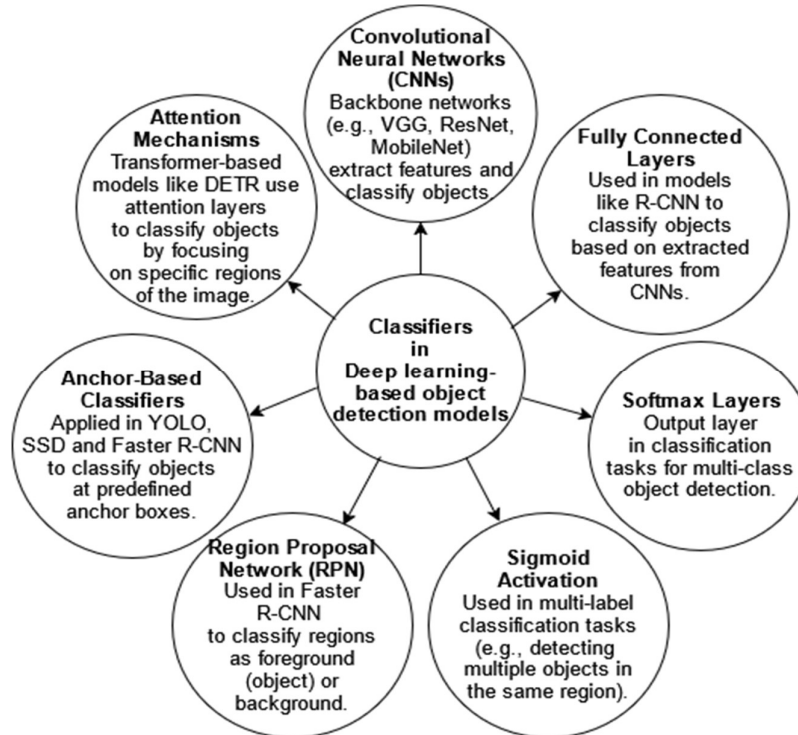 Convolutional
Neural Networks
(CNNs)
Backbone networks
(e.g., VGG, ResNet,
MobileNet)
extract features and
classify objects
Attention
Mechanisms
Transformer-based
models like DETR use
attention layers
to classify objects
by focusing
on specific regions
of the image.
Fully Connected
Layers
Used in models
like R-CNN to
classify objects
based on extracted
features from
CNNs.
Classifiers
in
Deep learning-
based object
detection models
Anchor-Based
Classifiers
Applied in YOLO,
SSD and Faster R-CNN
to classify objects
at predefined
anchor boxes.
Softmax Layers
Output layer
in classification
tasks for multi-class
object detection.
Region Proposal
Network (RPN)
Used in Faster
R-CNN
to classify regions
as foreground
(object) or
background.
Sigmoid
Activation
Used in multi-label
classification tasks
(e.g., detecting
multiple objects in
the same region).